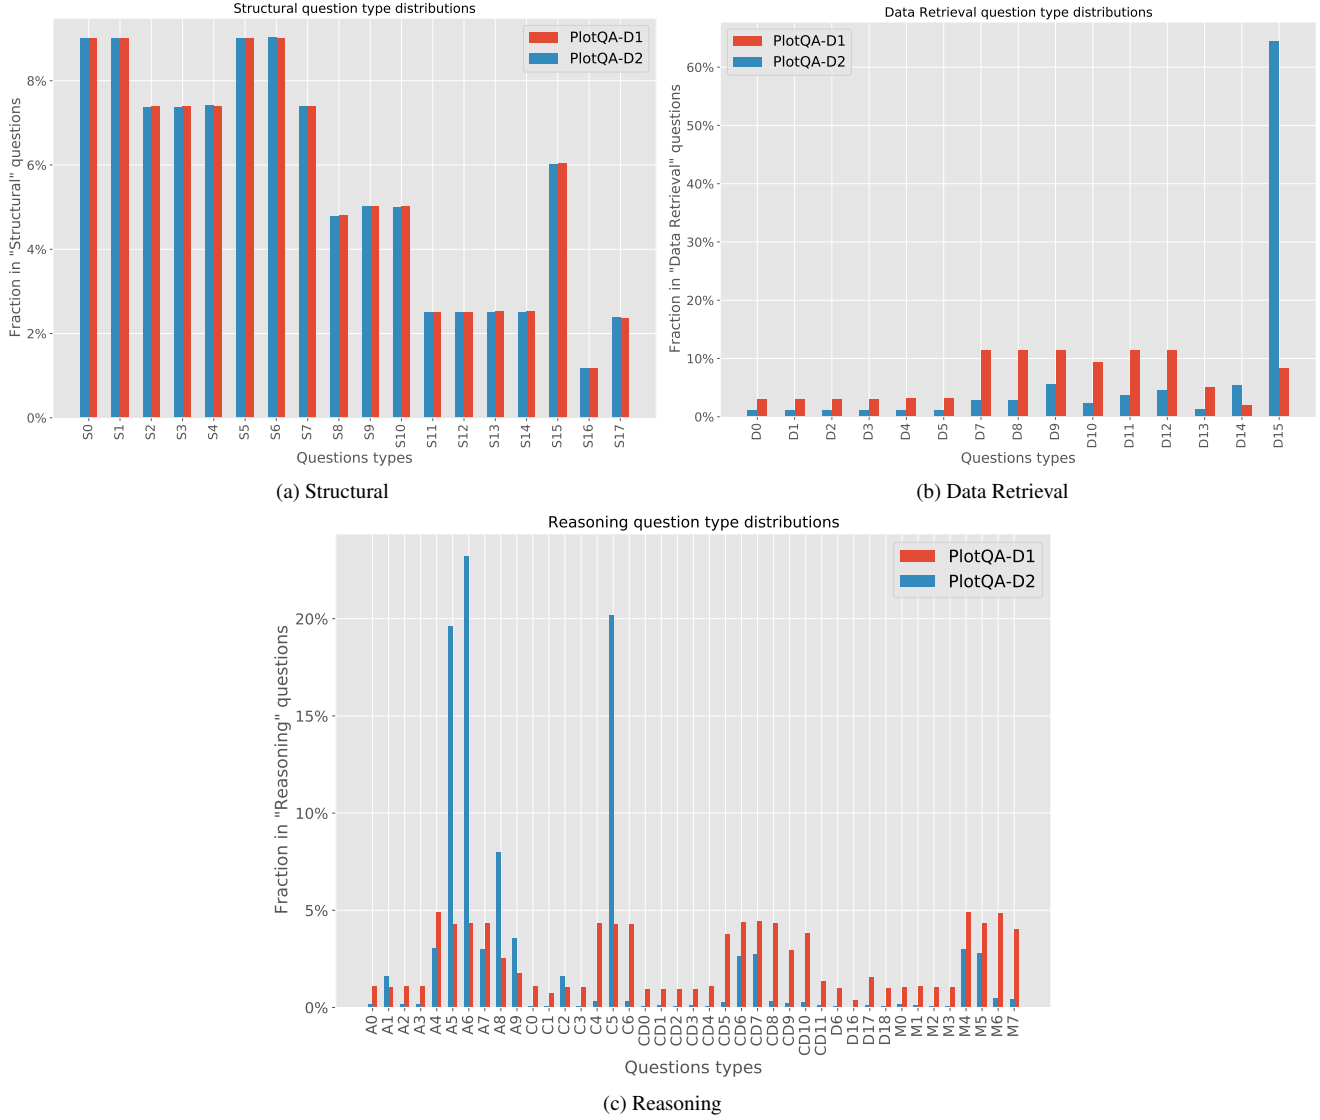 Structural question type distributions
PlotQA-D1
PlotQA-D2
Fraction in "Structural" questions
8%
6%
4%
2%
0%
S0 S1 S2 S3 S4 S5 S6 S7 S8 S9 S10 S11 S12 S13 S14 S15 S16 S17
Questions types
(a) Structural
Data Retrieval question type distributions
PlotQA-D1
PlotQA-D2
Fraction in "Data Retrieval" questions
60%
50%
40%
30%
20%
10%
0%
D0 D1 D2 D3 D4 D5 D7 D8 D9 D10 D11 D12 D13 D14 D15
Questions types
(b) Data Retrieval
Reasoning question type distributions
PlotQA-D1
PlotQA-D2
Fraction in "Reasoning" questions
20%
15%
10%
5%
0%
A0 A1 A2 A3 A4 A5 A6 A7 A8 A9 C0 C1 C2 C3 C4 C5 C6 CD0 CD1 CD2 CD3 CD4 CD5 CD6 CD7 CD8 CD9 CD10 CD11 D6 D16 D17 D18 M0 M1 M2 M3 M4 M5 M6 M7
Questions types
(c) Reasoning